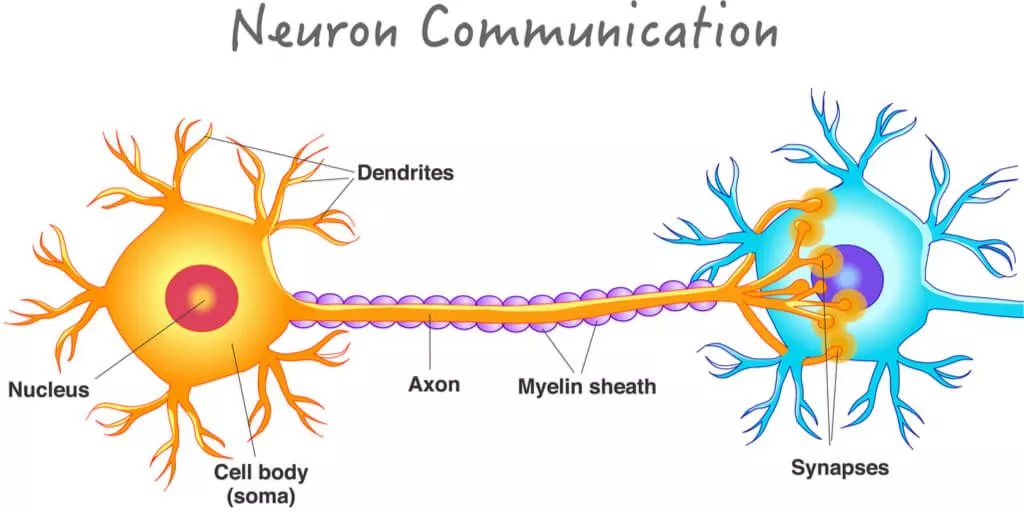 Neuron Communication
Dendrites
Nucleus
Axon
Myelin sheath
Cell body
(soma)
Synapses